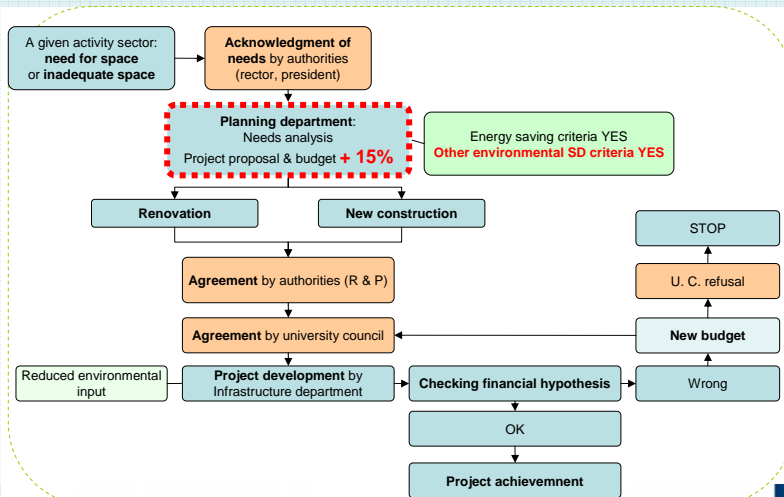 A given activity sector:
need for space
or inadequate space
Acknowledgment of
needs by authorities
(rector, president)
Planning department:
Needs analysis
Project proposal & budget + 15%
Energy saving criteria YES
Other environmental SD criteria YES
Renovation
New construction
STOP
Agreement by authorities (R & P)
U. C. refusal
Agreement by university council
New budget
Reduced environmental
input
Project development by
Infrastructure department
Checking financial hypothesis
Wrong
OK
Project achievemnent